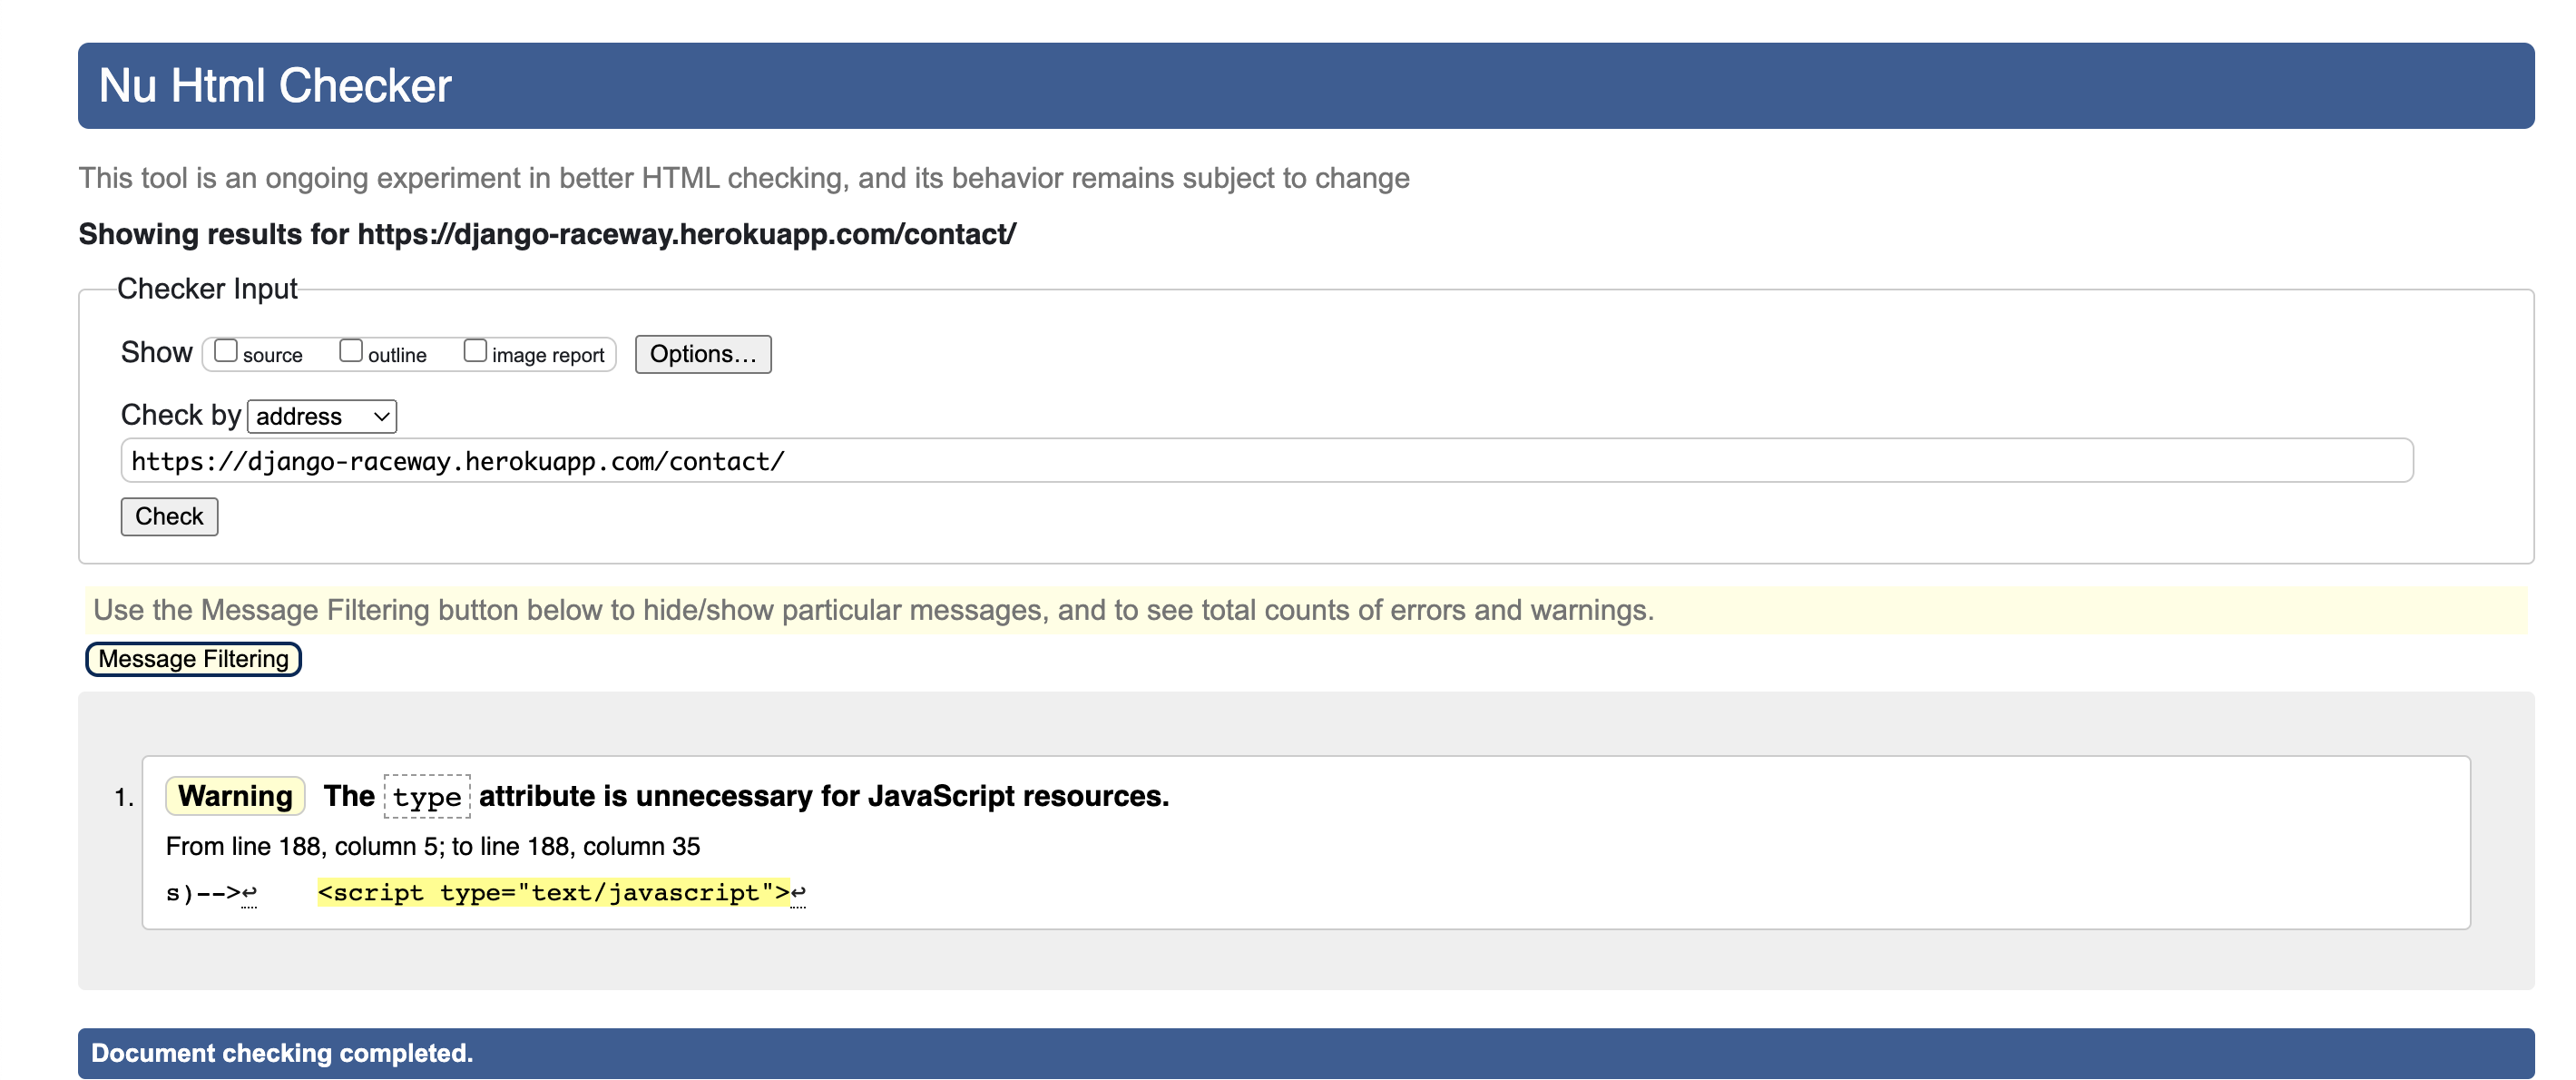 Nu Html Checker
This tool is an ongoing experiment in better HTML checking, and its behavior remains subject to change
Showing results for https://django-raceway.herokuapp.com/contact/
Checker Input
Show source outline image report Options...
Check by address
https://django-raceway.herokuapp.com/contact/
Check
Use the Message Filtering button below to hide/show particular messages, and to see total counts of errors and warnings.
Message Filtering
1. Warning The type attribute is unnecessary for JavaScript resources.
From line 188, column 5; to line 188, column 35
s)-->↩ <script type="text/javascript">↩
Document checking completed.